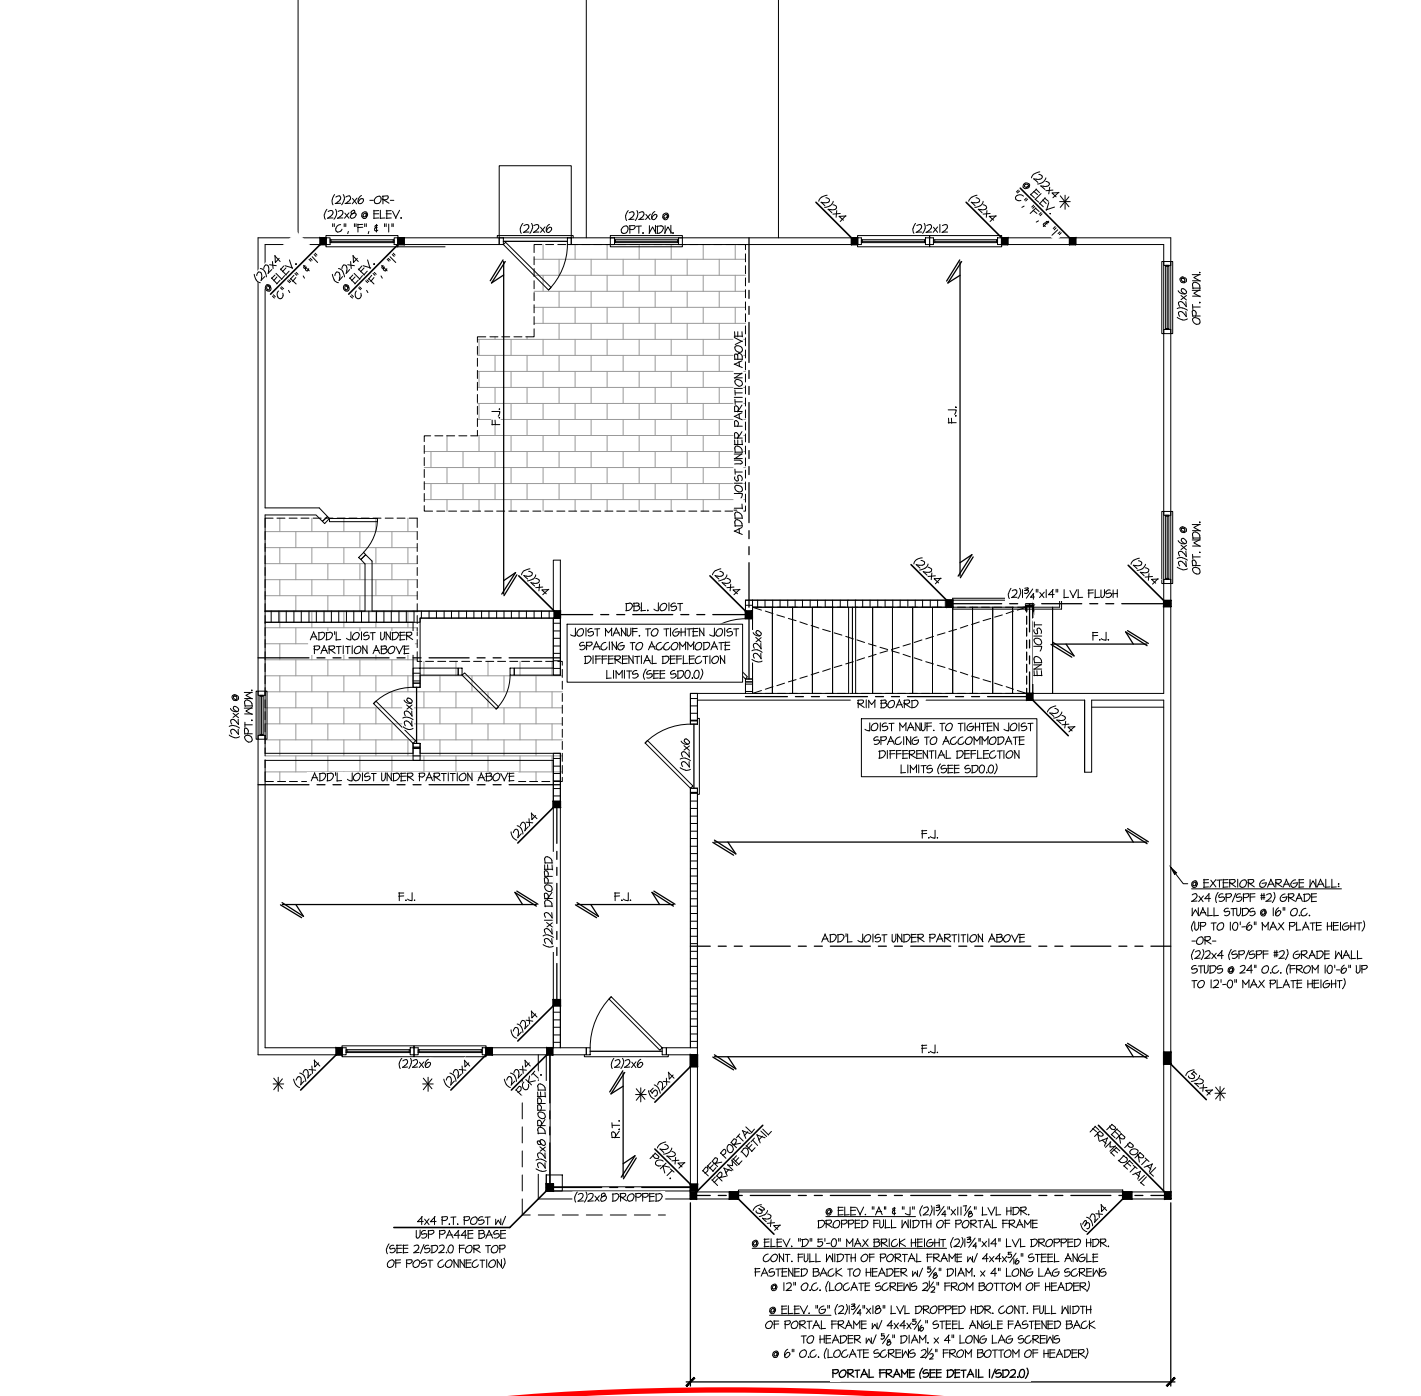 (2)2x6 -OR-
(2)2x8 @ ELEV.
"C", "F", & "I"
(2)2x6
(2)2x6 @
OPT. WDW.
(2)2x4
(2)2x12
(2)2x4
(2)2x4 *
@ ELEV.
"C", "F", & "I"
(2)2x4
@ ELEV.
"C", "F", & "I"
(2)2x4
@ ELEV.
"C", "F", & "I"
(2)2x6 @
OPT. WDW.
F.J.
ADD'L JOIST UNDER PARTITION ABOVE
F.J.
(2)2x6 @
OPT. WDW.
(2)2x4
(2)2x4
(2)2x4
(2)2x4
DBL. JOIST
(2)1¾"x14" LVL FLUSH
ADD'L JOIST UNDER
PARTITION ABOVE
JOIST MANUF. TO TIGHTEN JOIST
SPACING TO ACCOMMODATE
DIFFERENTIAL DEFLECTION
LIMITS (SEE SD0.0)
(2)2x6
END JOIST
F.J.
(2)2x6 @
OPT. WDW.
(2)2x6
RIM BOARD
(2)2x4
(2)2x6
JOIST MANUF. TO TIGHTEN JOIST
SPACING TO ACCOMMODATE
DIFFERENTIAL DEFLECTION
LIMITS (SEE SD0.0)
ADD'L JOIST UNDER PARTITION ABOVE
(2)2x4
F.J.
(2)2x12 DROPPED
F.J.
F.J.
@ EXTERIOR GARAGE WALL:
2x4 (SP/SPF #2) GRADE
WALL STUDS @ 16" O.C.
(UP TO 10'-6" MAX PLATE HEIGHT)
-OR-
(2)2x4 (SP/SPF #2) GRADE WALL
STUDS @ 24" O.C. (FROM 10'-6" UP
TO 12'-0" MAX PLATE HEIGHT)
ADD'L JOIST UNDER PARTITION ABOVE
(2)2x4
F.J.
* (2)2x4
(2)2x6
* (2)2x4
(2)2x4
PCKT.
(2)2x6
* (5)2x4
(5)2x4 *
(2)2x8 DROPPED
R.T.
(2)2x4
PCKT.
PER PORTAL
FRAME DETAIL
PER PORTAL
FRAME DETAIL
(2)2x8 DROPPED
(3)2x4
(3)2x4
4x4 P.T. POST w/
USP PA44E BASE
(SEE 2/SD2.0 FOR TOP
OF POST CONNECTION)
@ ELEV. "A" & "J" (2)1¾"x11⅞" LVL HDR.
DROPPED FULL WIDTH OF PORTAL FRAME
@ ELEV. "D" 5'-0" MAX BRICK HEIGHT (2)1¾"x14" LVL DROPPED HDR.
CONT. FULL WIDTH OF PORTAL FRAME w/ 4x4x5/16" STEEL ANGLE
FASTENED BACK TO HEADER w/ ⅝" DIAM. x 4" LONG LAG SCREWS
@ 12" O.C. (LOCATE SCREWS 2½" FROM BOTTOM OF HEADER)
@ ELEV. "G" (2)1¾"x18" LVL DROPPED HDR. CONT. FULL WIDTH
OF PORTAL FRAME w/ 4x4x5/16" STEEL ANGLE FASTENED BACK
TO HEADER w/ ⅝" DIAM. x 4" LONG LAG SCREWS
@ 6" O.C. (LOCATE SCREWS 2½" FROM BOTTOM OF HEADER)
PORTAL FRAME (SEE DETAIL 1/SD2.0)